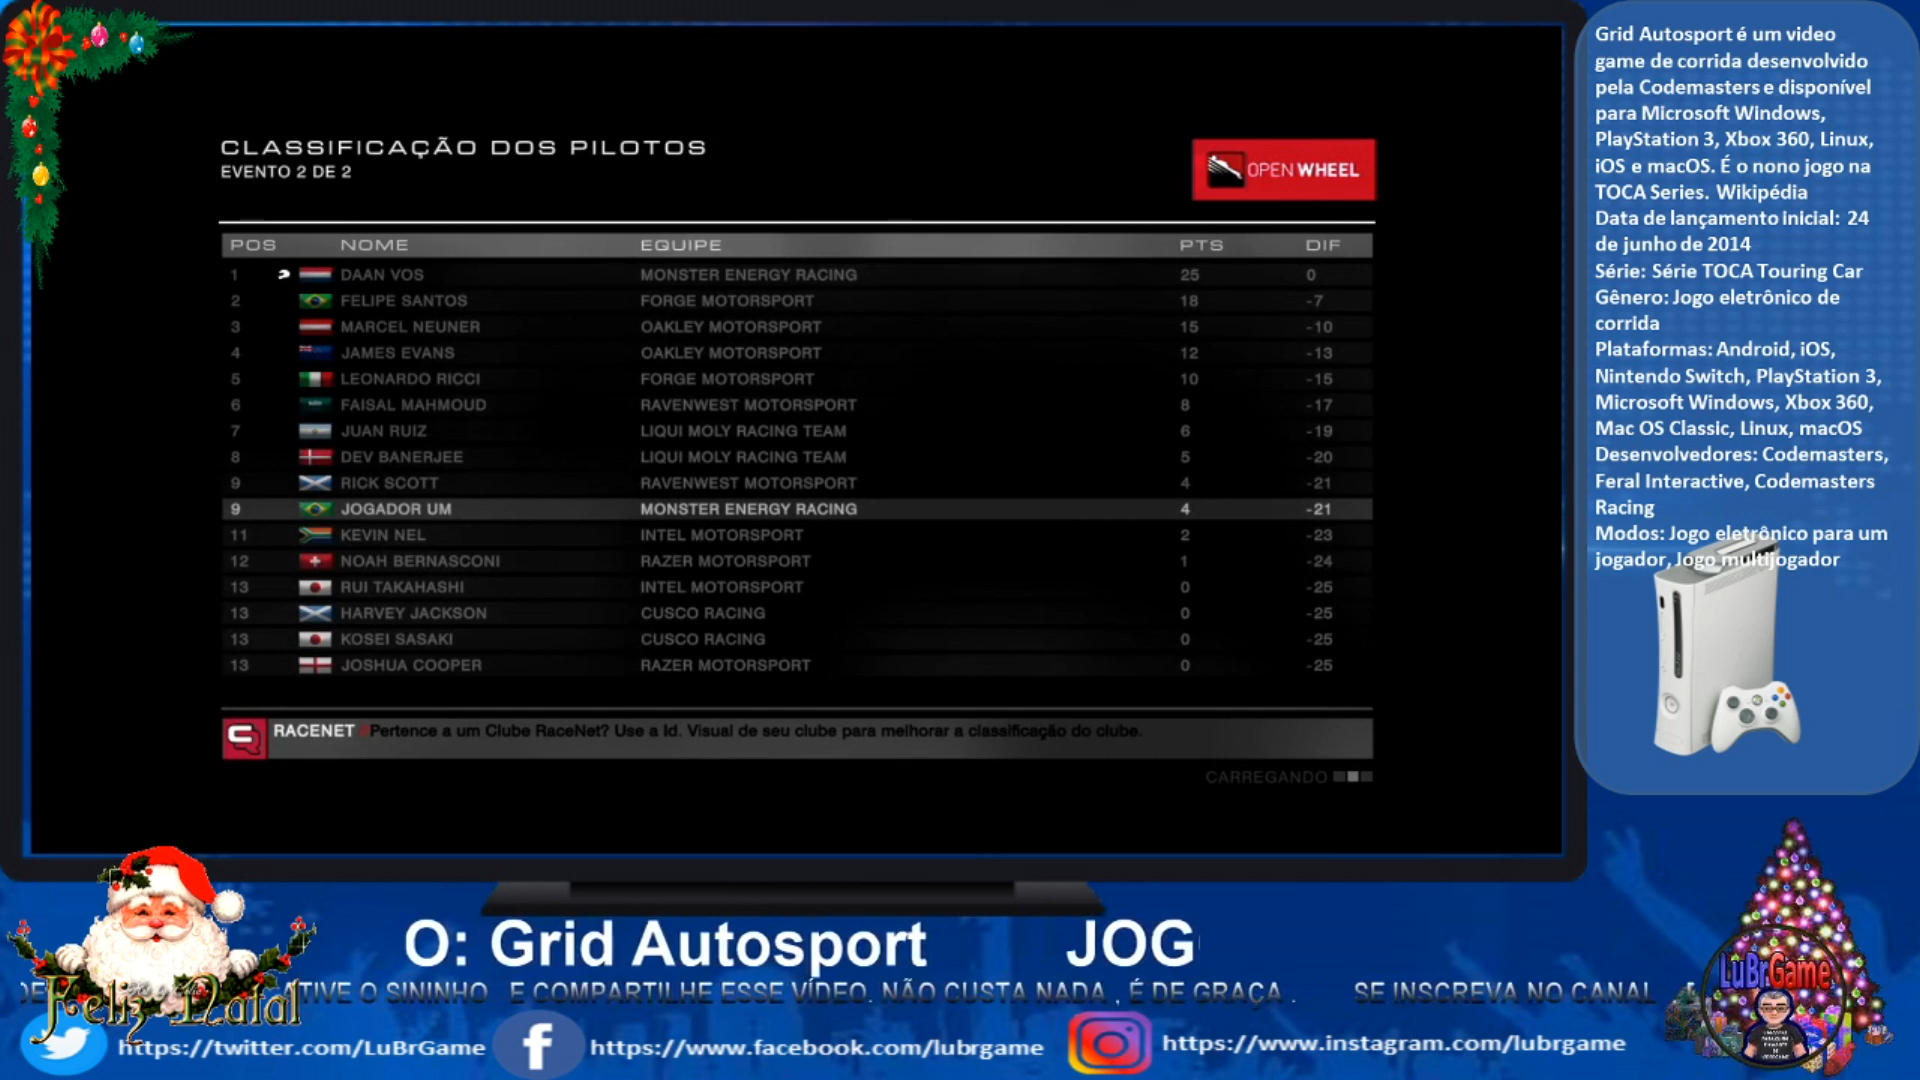 CLASSIFICAÇÃO DOS PILOTOS
EVENTO 2 DE 2
OPEN WHEEL
POS NOME EQUIPE PTS DIF
1 DAAN VOS MONSTER ENERGY RACING 25 0
2 FELIPE SANTOS FORGE MOTORSPORT 18 -7
3 MARCEL NEUNER OAKLEY MOTORSPORT 15 -10
4 JAMES EVANS OAKLEY MOTORSPORT 12 -13
5 LEONARDO RICCI FORGE MOTORSPORT 10 -15
6 FAISAL MAHMOUD RAVENWEST MOTORSPORT 8 -17
7 JUAN RUIZ LIQUI MOLY RACING TEAM 6 -19
8 DEV BANERJEE LIQUI MOLY RACING TEAM 5 -20
9 RICK SCOTT RAVENWEST MOTORSPORT 4 -21
9 JOGADOR UM MONSTER ENERGY RACING 4 -21
11 KEVIN NEL INTEL MOTORSPORT 2 -23
12 NOAH BERNASCONI RAZER MOTORSPORT 1 -24
13 RUI TAKAHASHI INTEL MOTORSPORT 0 -25
13 HARVEY JACKSON CUSCO RACING 0 -25
13 KOSEI SASAKI CUSCO RACING 0 -25
13 JOSHUA COOPER RAZER MOTORSPORT 0 -25
RACENET Pertence a um Clube RaceNet? Use a Id. Visual de seu clube para melhorar a classificação do clube.
CARREGANDO
Grid Autosport é um video
game de corrida desenvolvido
pela Codemasters e disponível
para Microsoft Windows,
PlayStation 3, Xbox 360, Linux,
iOS e macOS. É o nono jogo na
TOCA Series. Wikipédia
Data de lançamento inicial: 24
de junho de 2014
Série: Série TOCA Touring Car
Gênero: Jogo eletrônico de
corrida
Plataformas: Android, iOS,
Nintendo Switch, PlayStation 3,
Microsoft Windows, Xbox 360,
Mac OS Classic, Linux, macOS
Desenvolvedores: Codemasters,
Feral Interactive, Codemasters
Racing
Modos: Jogo eletrônico para um
jogador, Jogo multijogador
O: Grid Autosport JOG
ATIVE O SININHO E COMPARTILHE ESSE VÍDEO. NÃO CUSTA NADA , É DE GRAÇA . SE INSCREVA NO CANAL
Feliz Natal
LuBrGame
https://twitter.com/LuBrGame
https://www.facebook.com/lubrgame
https://www.instagram.com/lubrgame